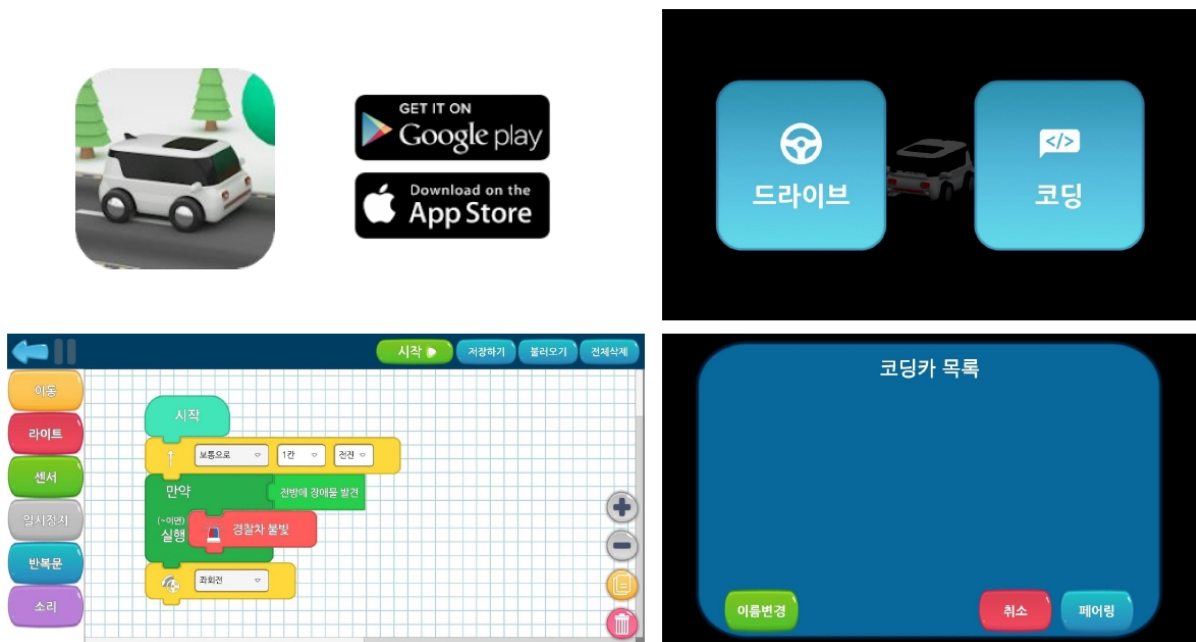 GET IT ON
Google play
Download on the
App Store
드라이브
</>
코딩
시작
저장하기
불러오기
전체삭제
이동
라이트
센서
일시정지
반복문
소리
시작
보통으로
1칸
전진
만약
전방에 장애물 발견
(~이면)
실행
경찰차 불빛
좌회전
코딩카 목록
이름변경
취소
페어링